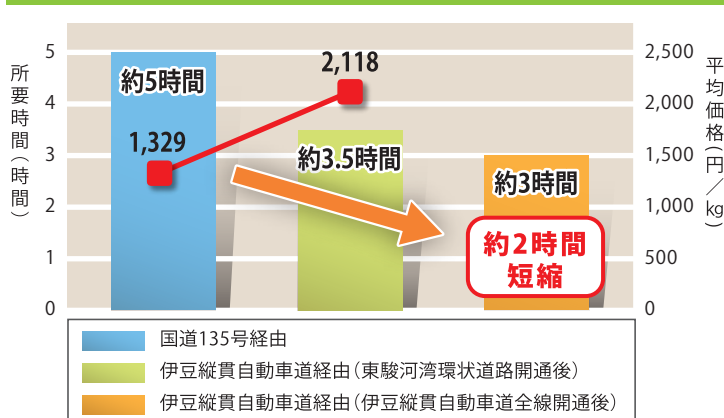 所要時間(時間)
5
4
3
2
1
0
約5時間
1,329
2,118
約3.5時間
約3時間
約2時間
短縮
2,500
2,000
1,500
1,000
500
0
平均価格(円／kg)
国道135号経由
伊豆縦貫自動車道経由(東駿河湾環状道路開通後)
伊豆縦貫自動車道経由(伊豆縦貫自動車道全線開通後)